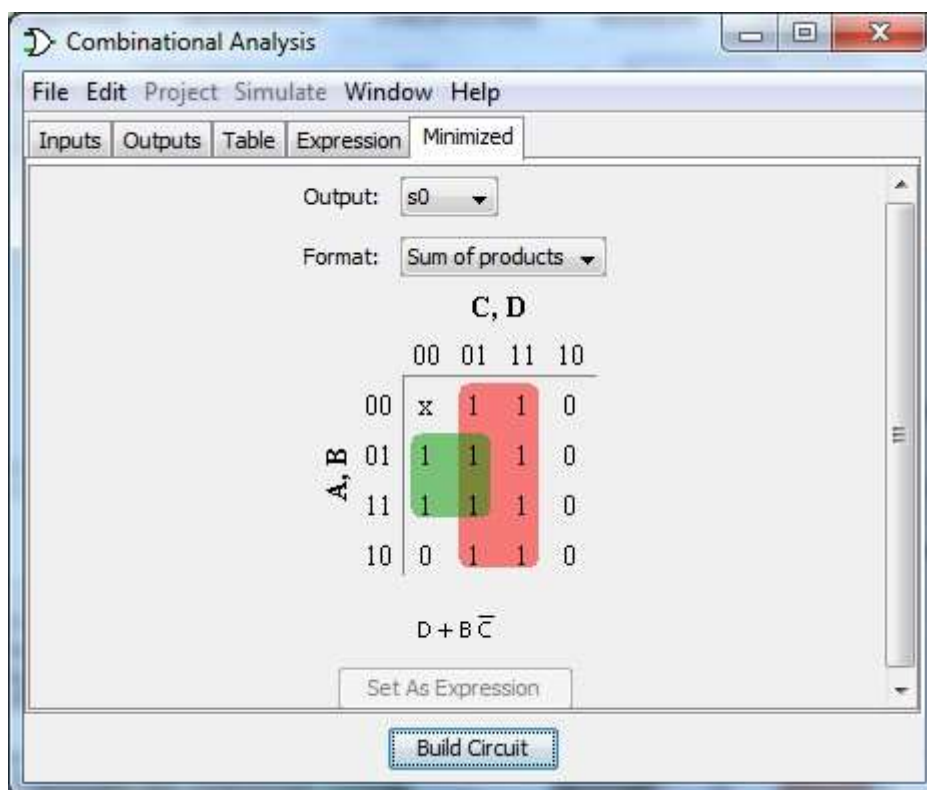 Combinational Analysis
File Edit Project Simulate Window Help
Inputs Outputs Table Expression Minimized
Output: s0
Format: Sum of products
C, D
00 01 11 10
A, B
00 x 1 1 0
01 1 1 1 0
11 1 1 1 0
10 0 1 1 0
D + B C̅
Set As Expression
Build Circuit